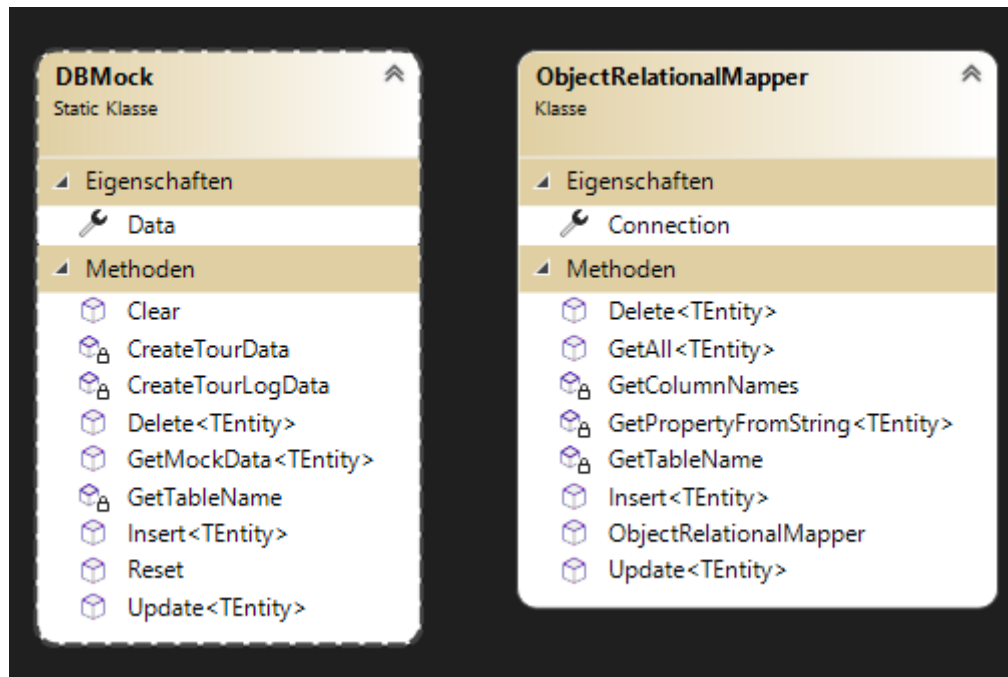 DBMock
Static Klasse
Eigenschaften
Data
Methoden
Clear
CreateTourData
CreateTourLogData
Delete<TEntity>
GetMockData<TEntity>
GetTableName
Insert<TEntity>
Reset
Update<TEntity>
ObjectRelationalMapper
Klasse
Eigenschaften
Connection
Methoden
Delete<TEntity>
GetAll<TEntity>
GetColumnNames
GetPropertyFromString<TEntity>
GetTableName
Insert<TEntity>
ObjectRelationalMapper
Update<TEntity>